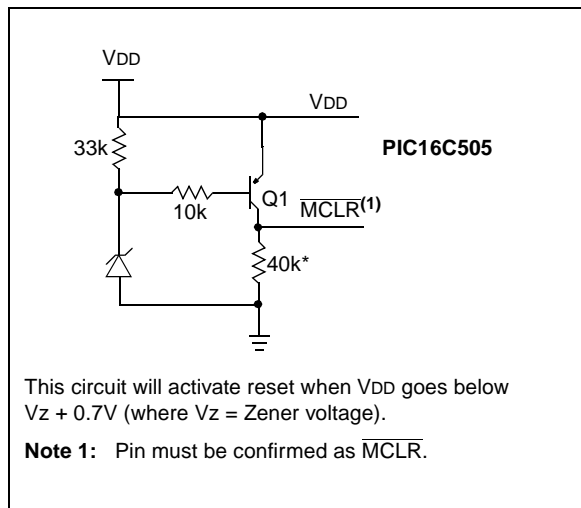 VDD
VDD
33k
PIC16C505
Q1
MCLR(1)
10k
40k*
This circuit will activate reset when VDD goes below
Vz + 0.7V (where Vz = Zener voltage).
Note 1: Pin must be confirmed as MCLR.